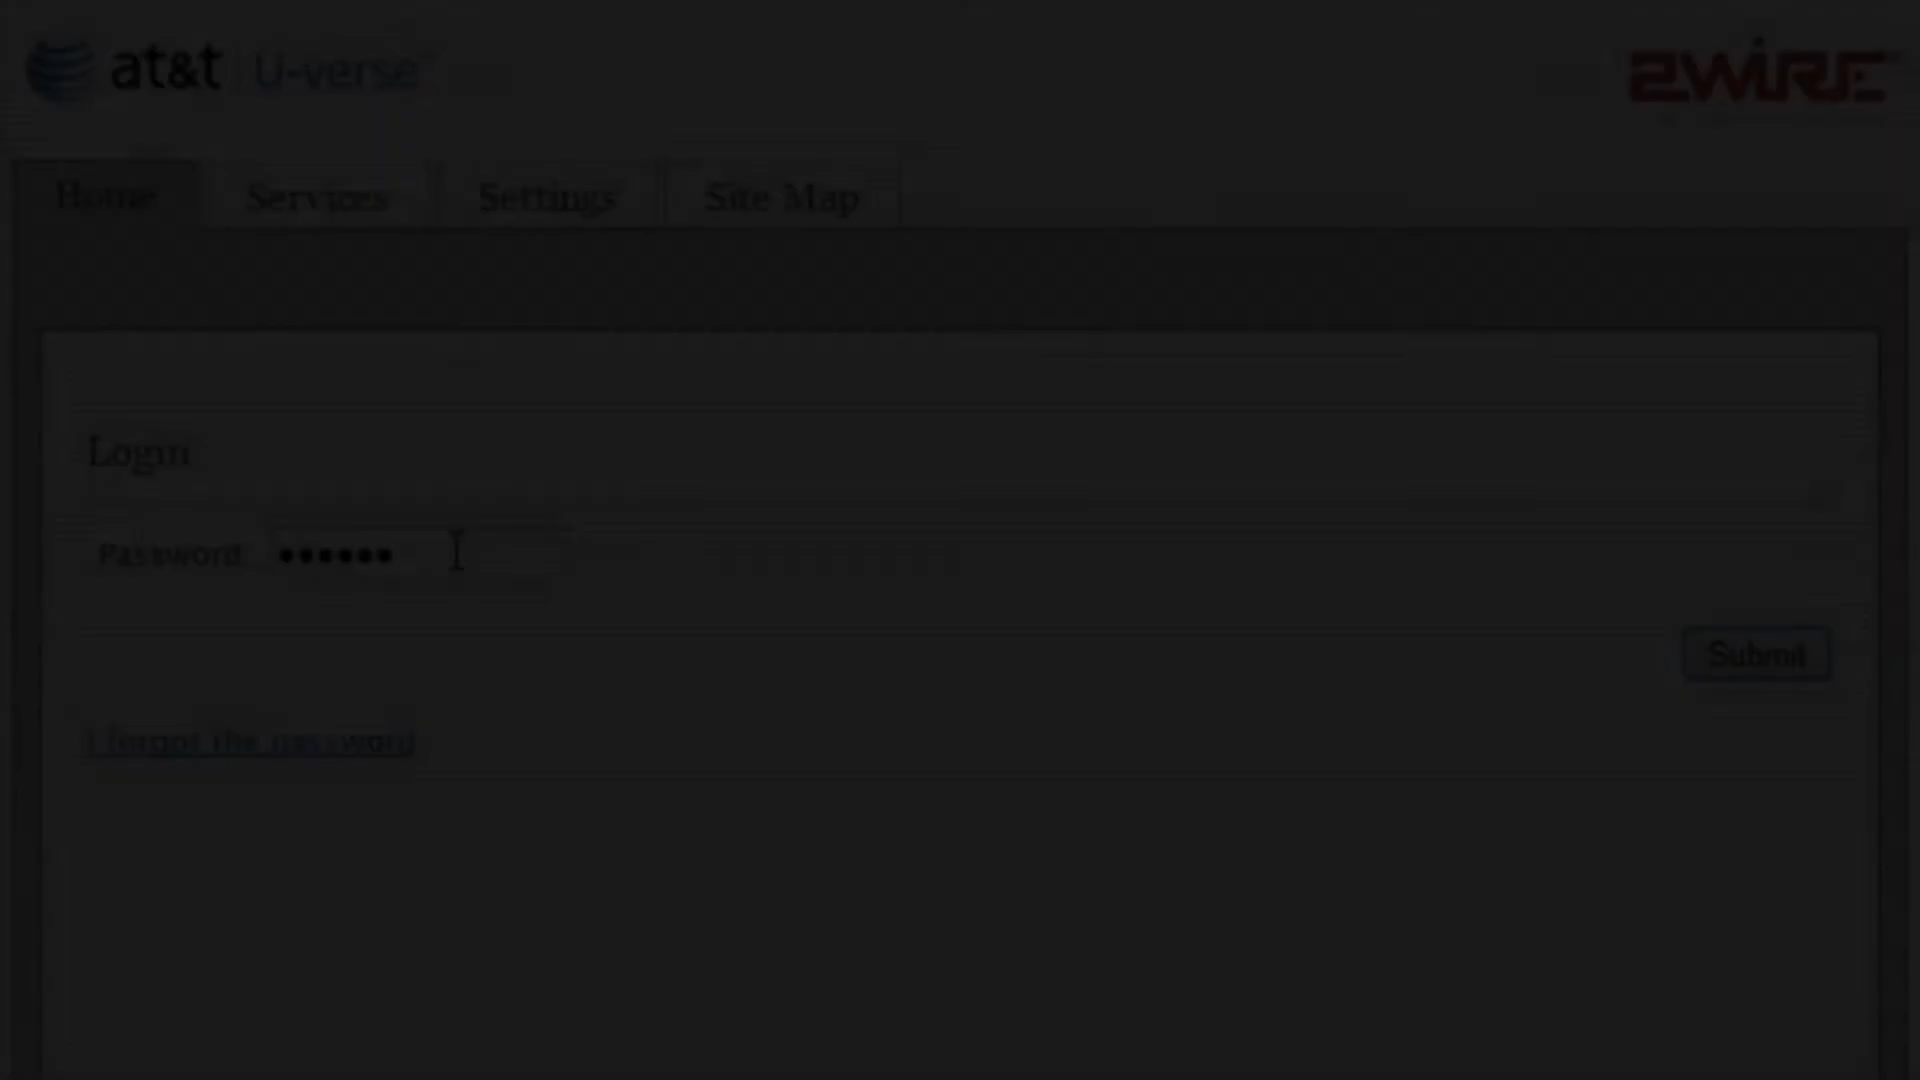 at&t U-verse
2WIRE
Home Services Settings Site Map
Login
Password ••••••
Submit
I forgot the password